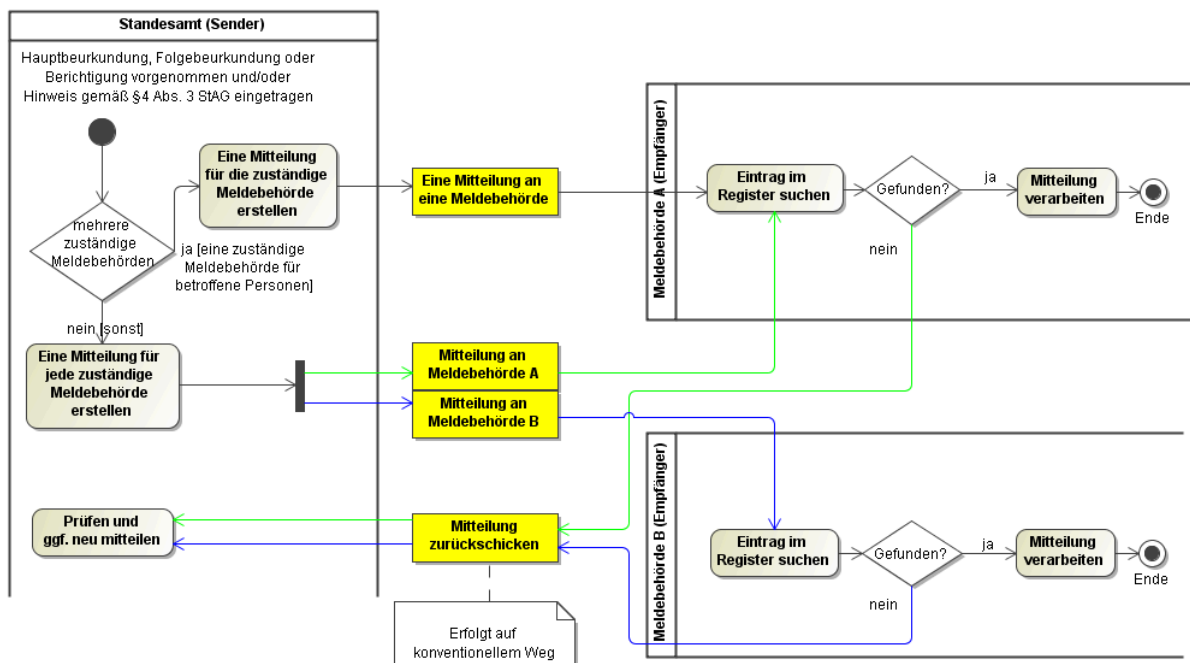 Standesamt (Sender)
Hauptbeurkundung, Folgebeurkundung oder
Berichtigung vorgenommen und/oder
Hinweis gemäß §4 Abs. 3 StAG eingetragen
mehrere
zuständige
Meldebehörden
Eine Mitteilung
für die zuständige
Meldebehörde
erstellen
ja [eine zuständige
Meldebehörde für
betroffene Personen]
nein [sonst]
Eine Mitteilung für
jede zuständige
Meldebehörde
erstellen
Prüfen und
ggf. neu mitteilen
Eine Mitteilung an
eine Meldebehörde
Mitteilung an
Meldebehörde A
Mitteilung an
Meldebehörde B
Mitteilung
zurückschicken
Erfolgt auf
konventionellem Weg
Meldebehörde A (Empfänger)
Eintrag im
Register suchen
Gefunden?
ja
nein
Mitteilung
verarbeiten
Ende
Meldebehörde B (Empfänger)
Eintrag im
Register suchen
Gefunden?
ja
nein
Mitteilung
verarbeiten
Ende